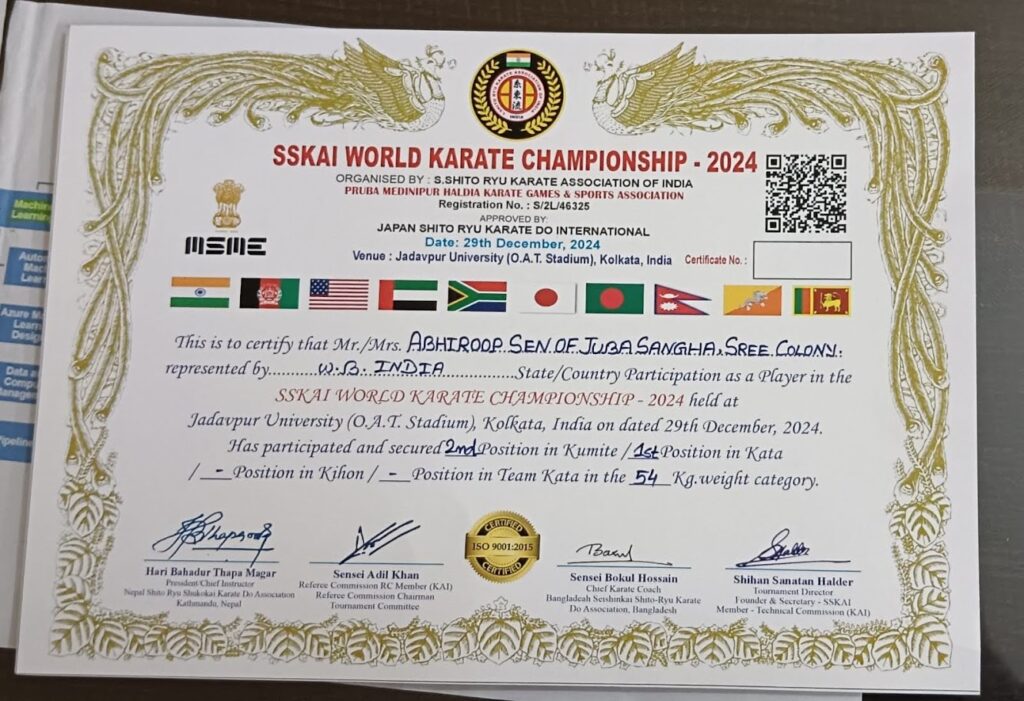 SSKAI WORLD KARATE CHAMPIONSHIP - 2024
ORGANISED BY : S.SHITO RYU KARATE ASSOCIATION OF INDIA
PRUBA MEDINIPUR HALDIA KARATE GAMES & SPORTS ASSOCIATION
Registration No. : S/2L/46325
APPROVED BY:
JAPAN SHITO RYU KARATE DO INTERNATIONAL
Date: 29th December, 2024
Venue : Jadavpur University (O.A.T. Stadium), Kolkata, India
Certificate No. :
MSME
This is to certify that Mr./Mrs. ABHIROOP SEN OF JUBA SANGHA, SREE COLONY.
represented by.........W.B. INDIA..................State/Country Participation as a Player in the
SSKAI WORLD KARATE CHAMPIONSHIP - 2024 held at
Jadavpur University (O.A.T. Stadium), Kolkata, India on dated 29th December, 2024.
Has participated and secured 2nd Position in Kumite / 1st Position in Kata
/ - Position in Kihon / - Position in Team Kata in the 54 Kg.weight category.
CERTIFIED
ISO 9001:2015
CERTIFIED
Hari Bahadur Thapa Magar
President/Chief Instructor
Nepal Shito Ryu Shukokai Karate Do Association
Kathmandu, Nepal
Sensei Adil Khan
Referee Commission RC Member (KAI)
Referee Commission Chairman
Tournament Committee
Sensei Bokul Hossain
Chief Karate Coach
Bangladesh Seishinkai Shito-Ryu Karate
Do Association, Bangladesh
Shihan Sanatan Halder
Tournament Director
Founder & Secretary - SSKAI
Member - Technical Commission (KAI)